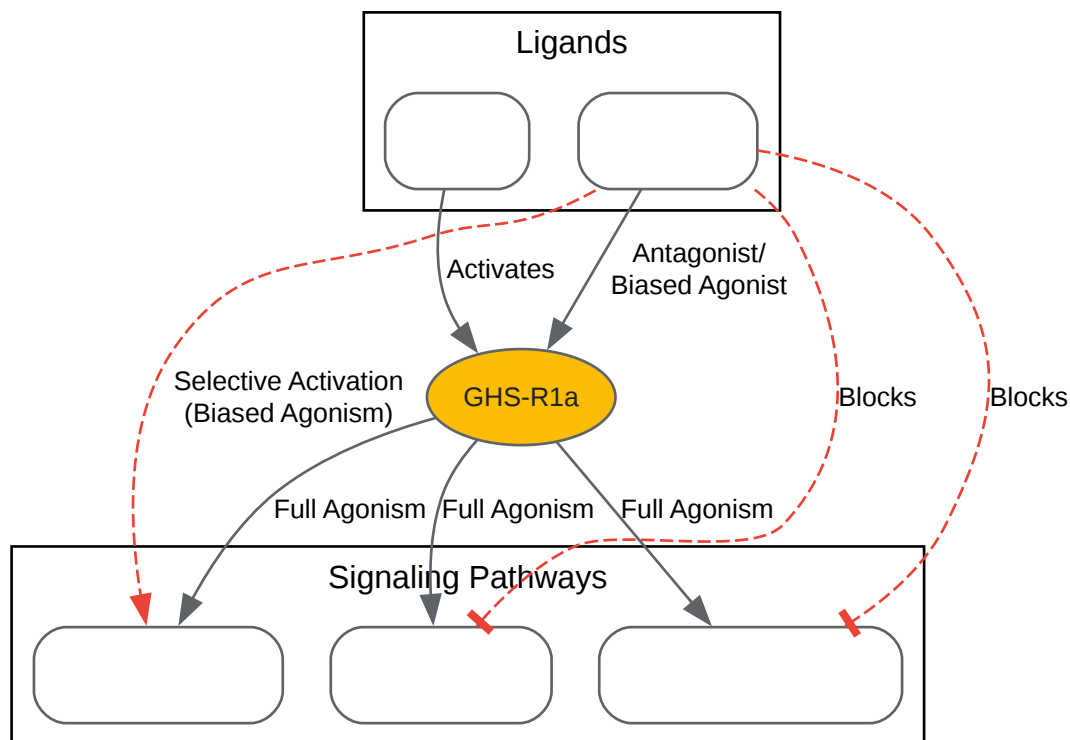 Ligands
Activates
Antagonist/
Biased Agonist
Selective Activation
(Biased Agonism)
GHS-R1a
Blocks
Blocks
Full Agonism
Full Agonism
Full Agonism
Signaling Pathways